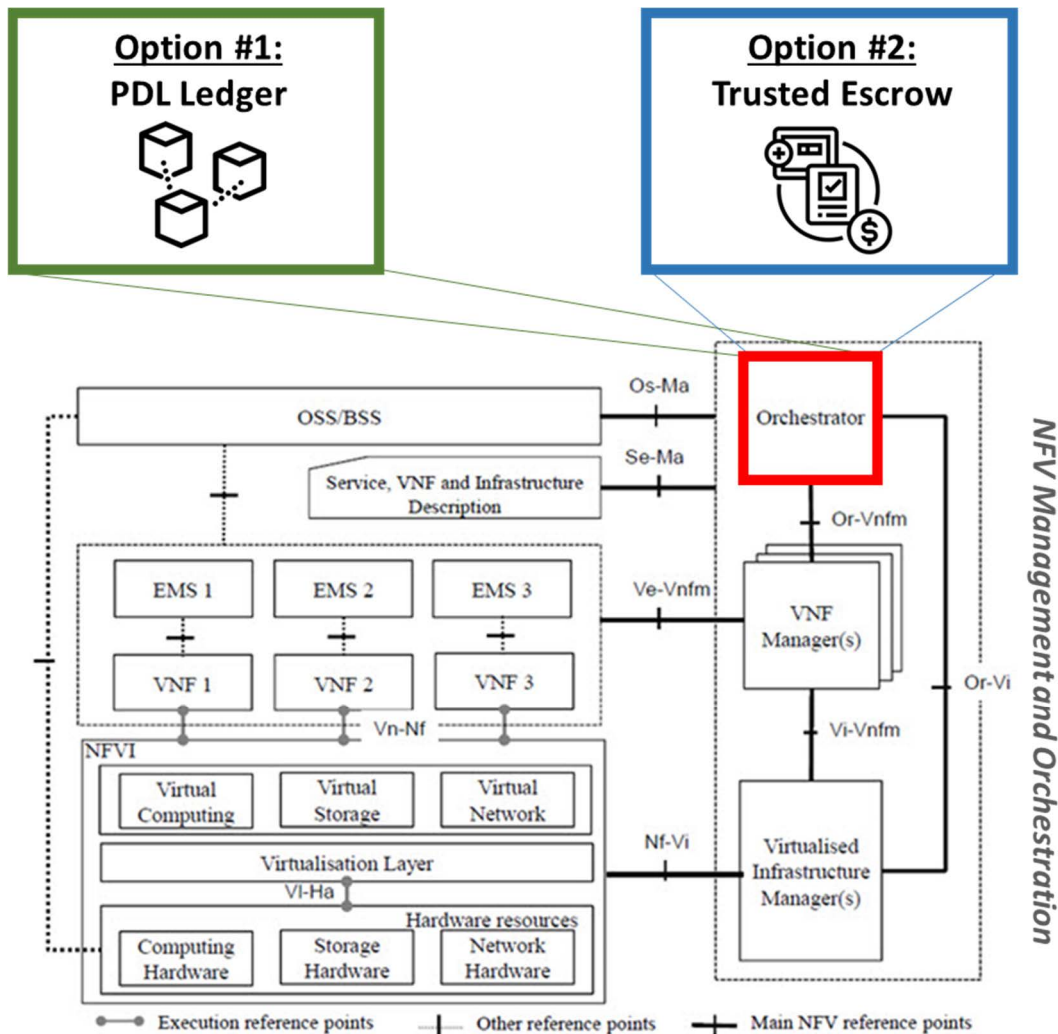 Option #1:
PDL Ledger
Option #2:
Trusted Escrow
$
OSS/BSS
Os-Ma
Orchestrator
Se-Ma
Service, VNF and Infrastructure
Description
Or-Vnfm
EMS 1
EMS 2
EMS 3
Ve-Vnfm
VNF
Manager(s)
VNF 1
VNF 2
VNF 3
Or-Vi
Vn-Nf
Vi-Vnfm
NFVI
Virtual
Computing
Virtual
Storage
Virtual
Network
Nf-Vi
Virtualised
Infrastructure
Manager(s)
Virtualisation Layer
Vl-Ha
Hardware resources
Computing
Hardware
Storage
Hardware
Network
Hardware
NFV Management and Orchestration
Execution reference points
Other reference points
Main NFV reference points